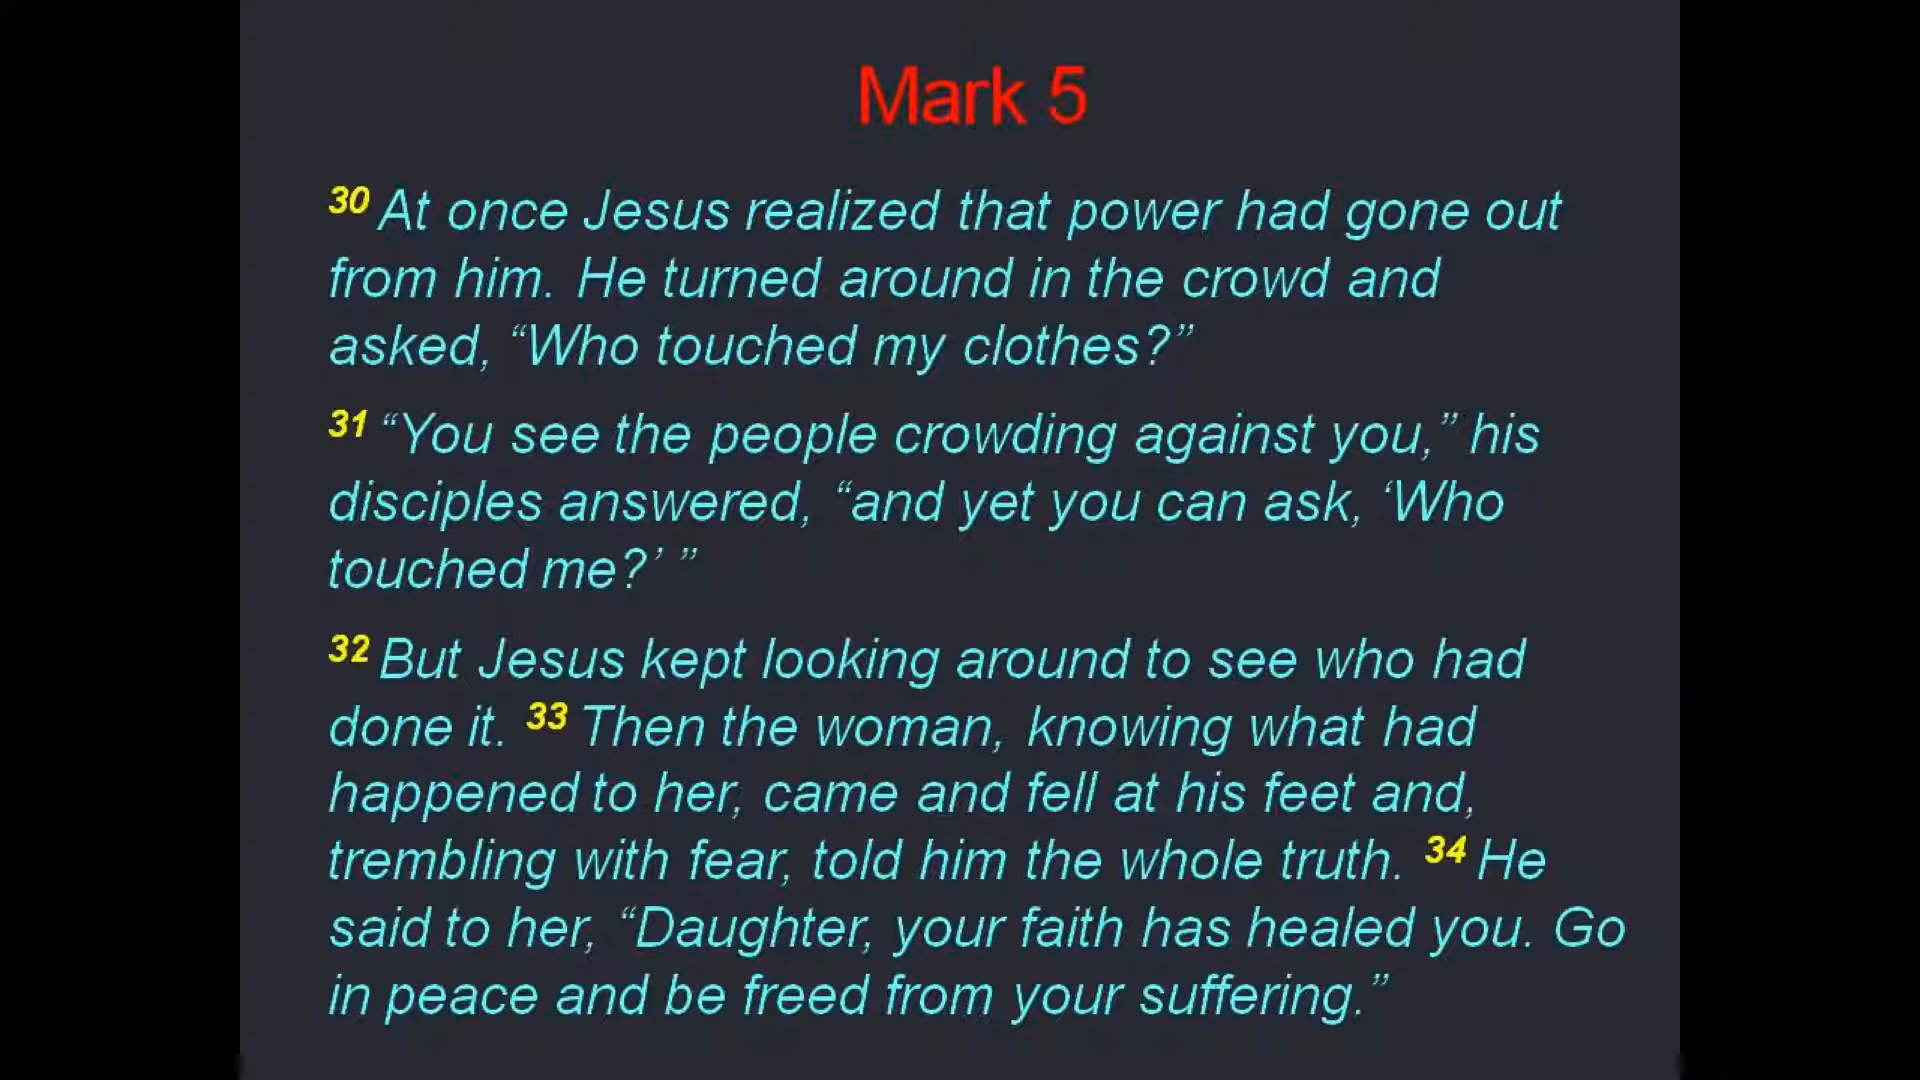 Mark 5
30 At once Jesus realized that power had gone out
from him. He turned around in the crowd and
asked, “Who touched my clothes?”
31 “You see the people crowding against you,” his
disciples answered, “and yet you can ask, ‘Who
touched me?’ ”
32 But Jesus kept looking around to see who had
done it. 33 Then the woman, knowing what had
happened to her, came and fell at his feet and,
trembling with fear, told him the whole truth. 34 He
said to her, “Daughter, your faith has healed you. Go
in peace and be freed from your suffering.”